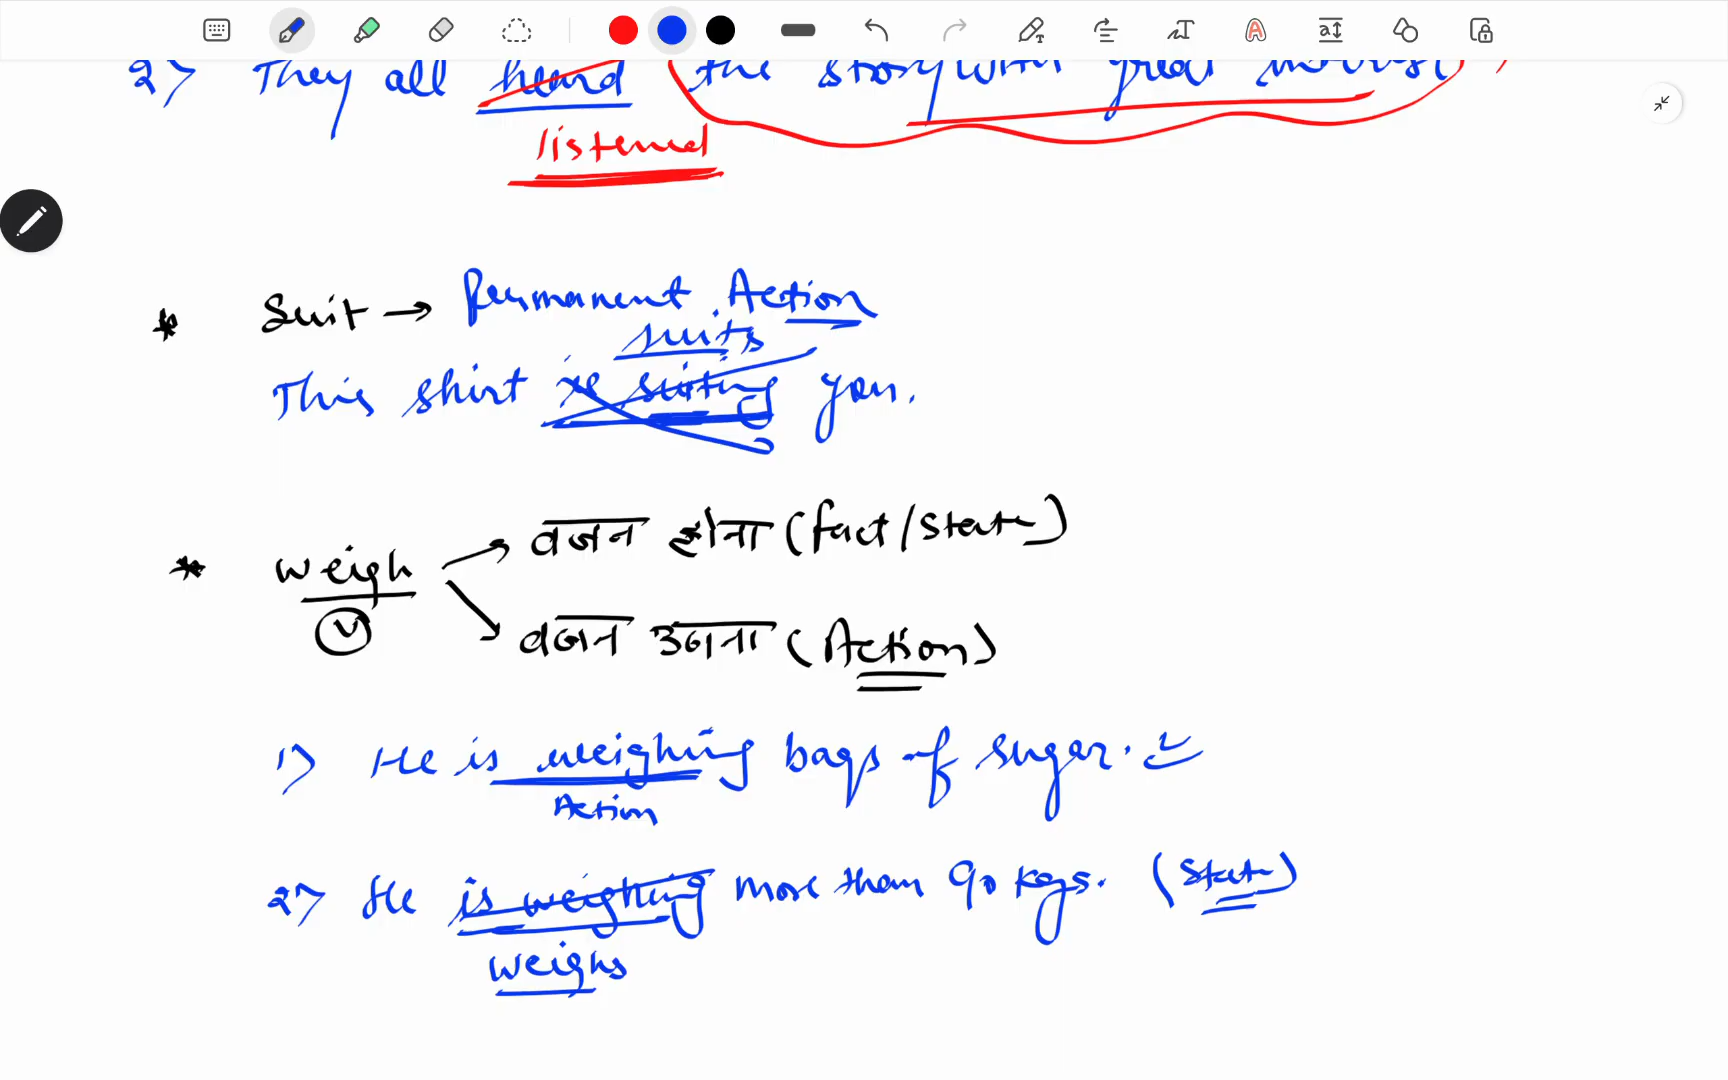 2) They all heard the story with great interest
listened
* Suit → Permanent Action
suits
This shirt is suiting you.
* weigh वजन होना (fact/state)
(V)
वजन उठाना (Action)
1) He is weighing bags of sugar.
Action
2) He is weighing more than 90 kgs. (state)
weighs